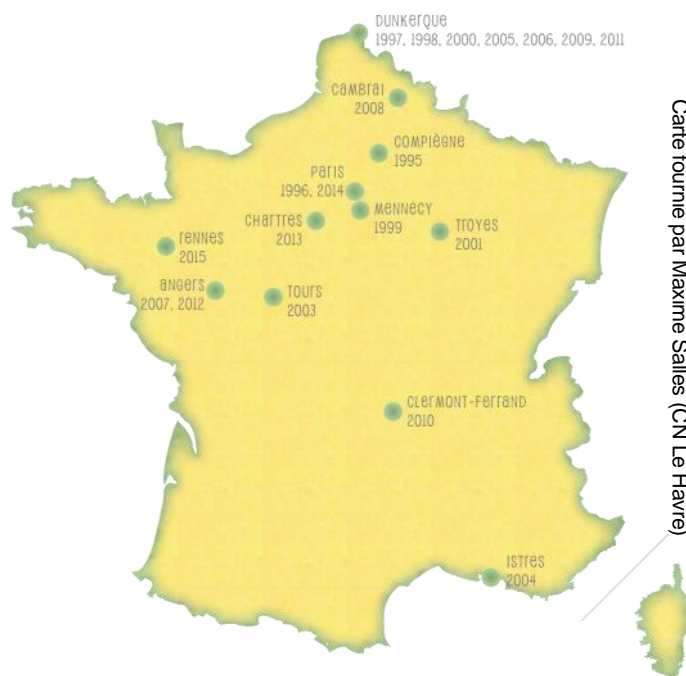 DUNKERQUE
1997, 1998, 2000, 2005, 2006, 2009, 2011
CAMBRAI
2008
COMPIÈGNE
1995
PARIS
1996, 2014
MENNECY
1999
CHARTRES
2013
TROYES
2001
RENNES
2015
ANGERS
2007, 2012
TOURS
2003
CLERMONT-FERRAND
2010
ISTRES
2004
Carte fournie par Maxime Salles (CN Le Havre)